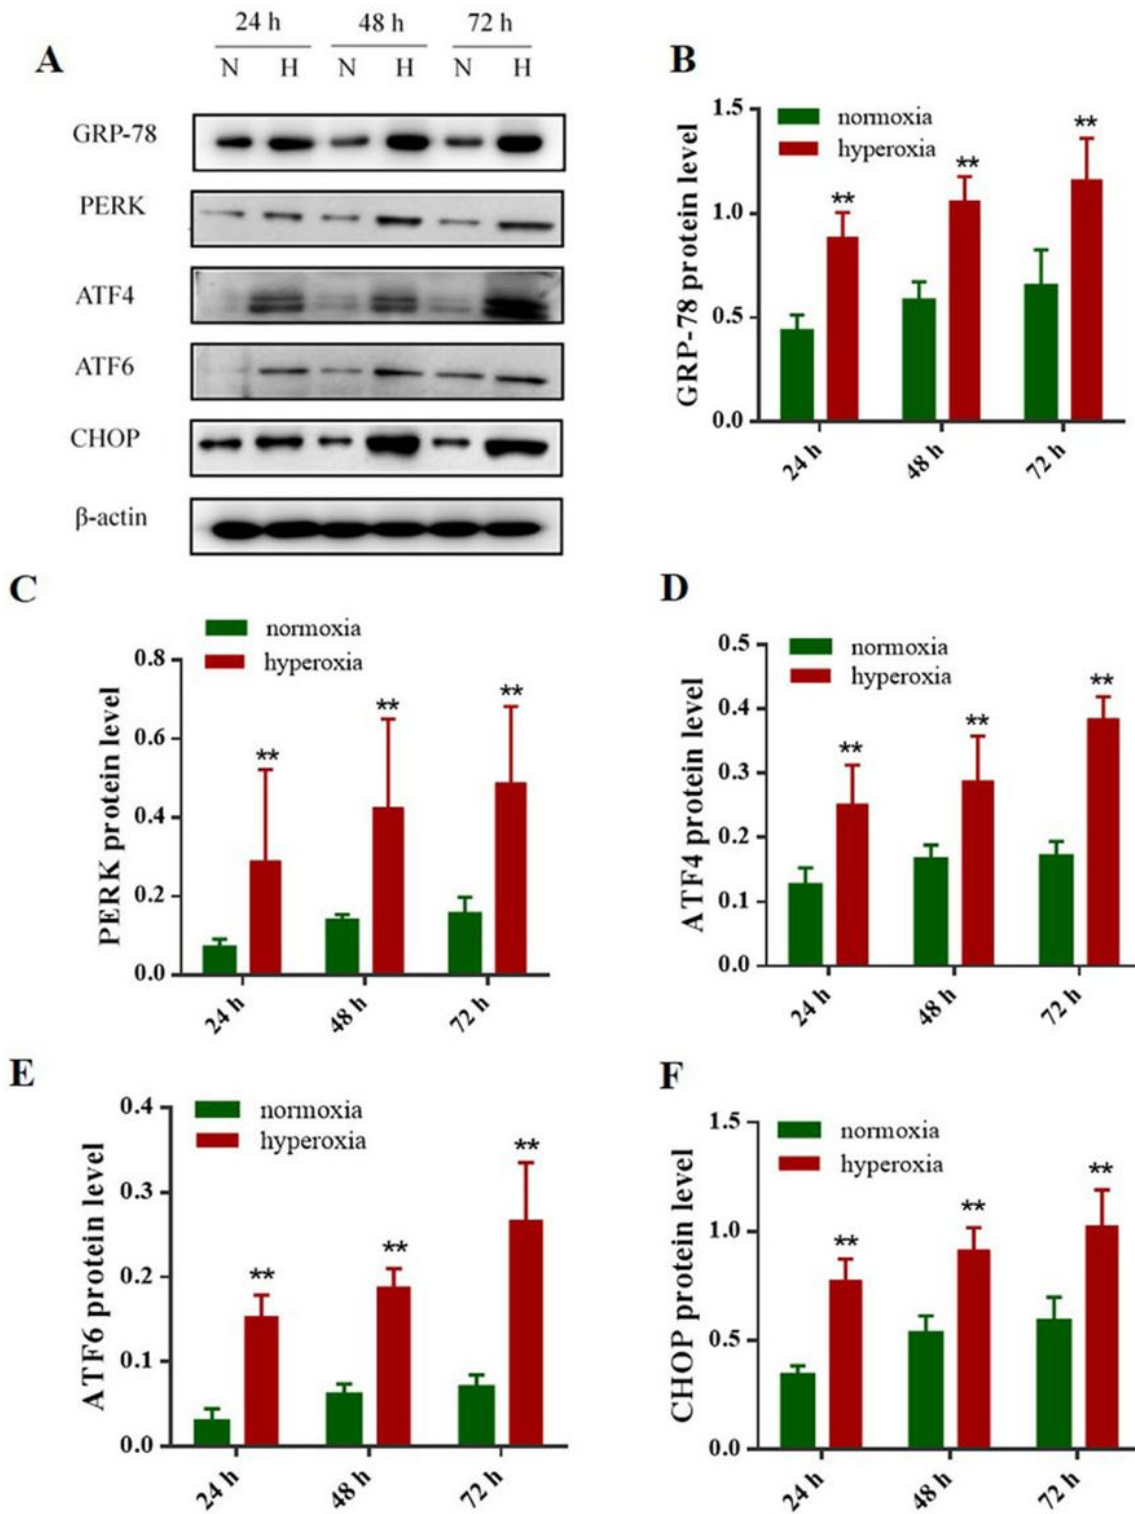 A
24 h 48 h 72 h
N H N H N H
GRP-78
PERK
ATF4
ATF6
CHOP
β-actin
B
normoxia
hyperoxia
GRP-78 protein level
1.5
1.0
0.5
0.0
** ** **
24 h 48 h 72 h
C
normoxia
hyperoxia
PERK protein level
0.8
0.6
0.4
0.2
0.0
** ** **
24 h 48 h 72 h
D
normoxia
hyperoxia
ATF4 protein level
0.5
0.4
0.3
0.2
0.1
0.0
** ** **
24 h 48 h 72 h
E
normoxia
hyperoxia
ATF6 protein level
0.4
0.3
0.2
0.1
0.0
** ** **
24 h 48 h 72 h
F
normoxia
hyperoxia
CHOP protein level
1.5
1.0
0.5
0.0
** ** **
24 h 48 h 72 h